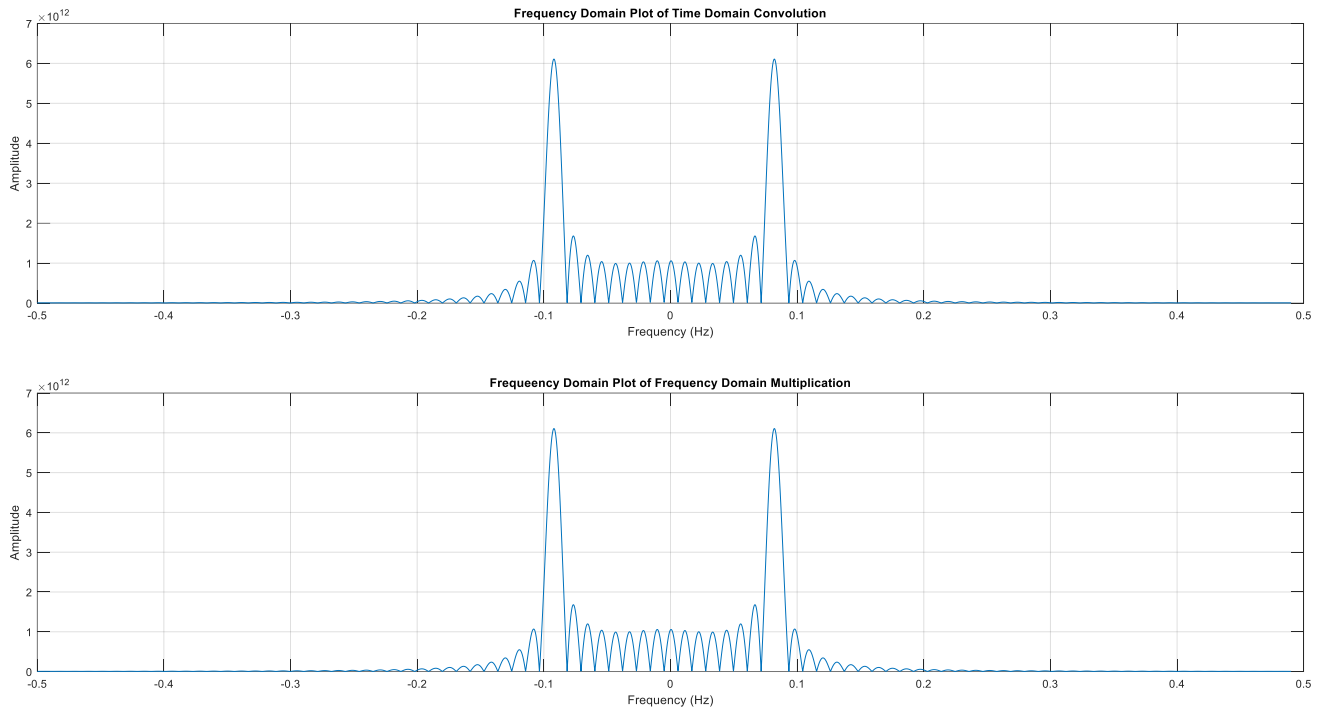 Frequency Domain Plot of Time Domain Convolution
×10^12
7
6
5
4
3
2
1
0
Amplitude
-0.5 -0.4 -0.3 -0.2 -0.1 0 0.1 0.2 0.3 0.4 0.5
Frequency (Hz)
Frequeency Domain Plot of Frequency Domain Multiplication
×10^12
7
6
5
4
3
2
1
0
Amplitude
-0.5 -0.4 -0.3 -0.2 -0.1 0 0.1 0.2 0.3 0.4 0.5
Frequency (Hz)